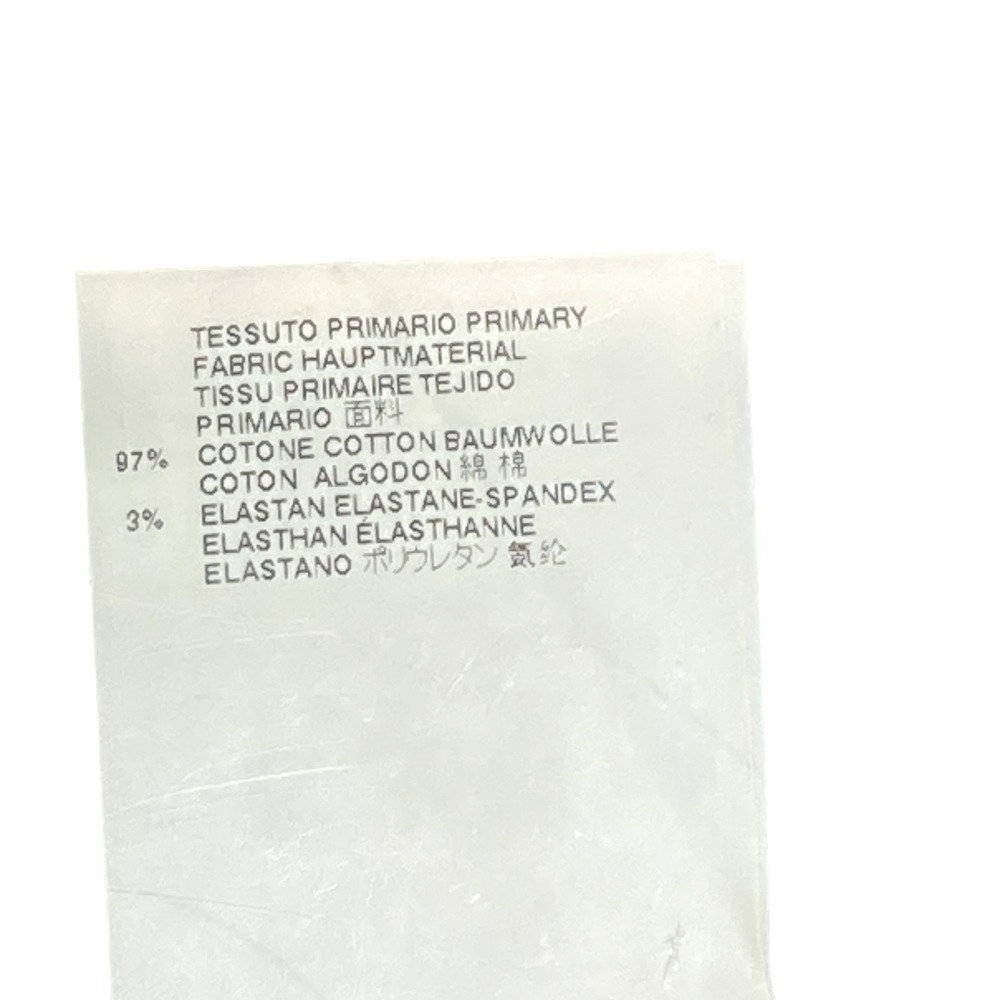 TESSUTO PRIMARIO PRIMARY
FABRIC HAUPTMATERIAL
TISSU PRIMAIRE TEJIDO
PRIMARIO 面料
97% COTONE COTTON BAUMWOLLE
COTON ALGODON 綿 棉
3% ELASTAN ELASTANE-SPANDEX
ELASTHAN ÉLASTHANNE
ELASTANO ポリウレタン 氨纶